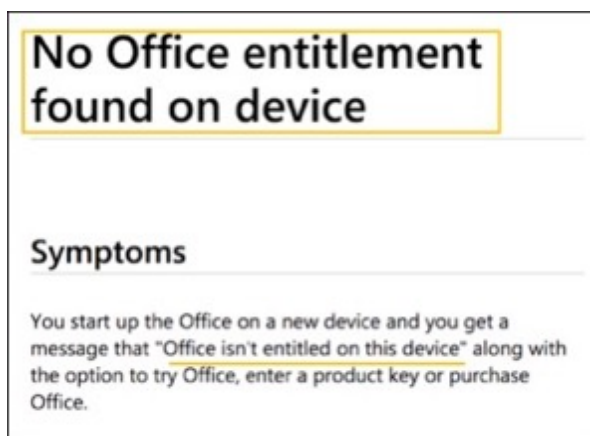 No Office entitlement
found on device
Symptoms
You start up the Office on a new device and you get a
message that "Office isn't entitled on this device" along with
the option to try Office, enter a product key or purchase
Office.